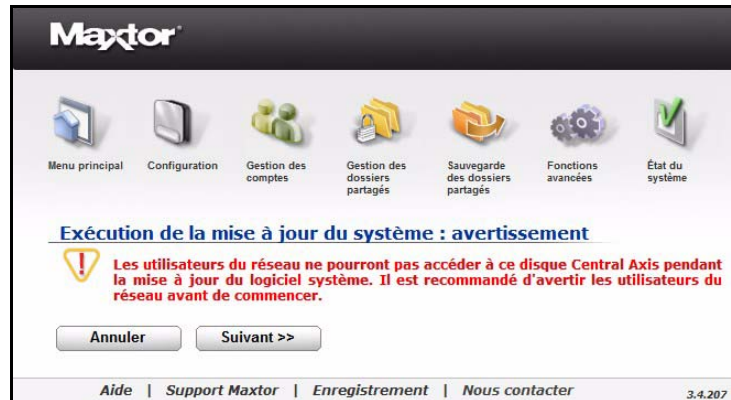 Maxtor
Menu principal
Configuration
Gestion des
comptes
Gestion des
dossiers
partagés
Sauvegarde
des dossiers
partagés
Fonctions
avancées
État du
système
Exécution de la mise à jour du système : avertissement
Les utilisateurs du réseau ne pourront pas accéder à ce disque Central Axis pendant
la mise à jour du logiciel système. Il est recommandé d'avertir les utilisateurs du
réseau avant de commencer.
Annuler
Suivant >>
Aide | Support Maxtor | Enregistrement | Nous contacter
3.4.207